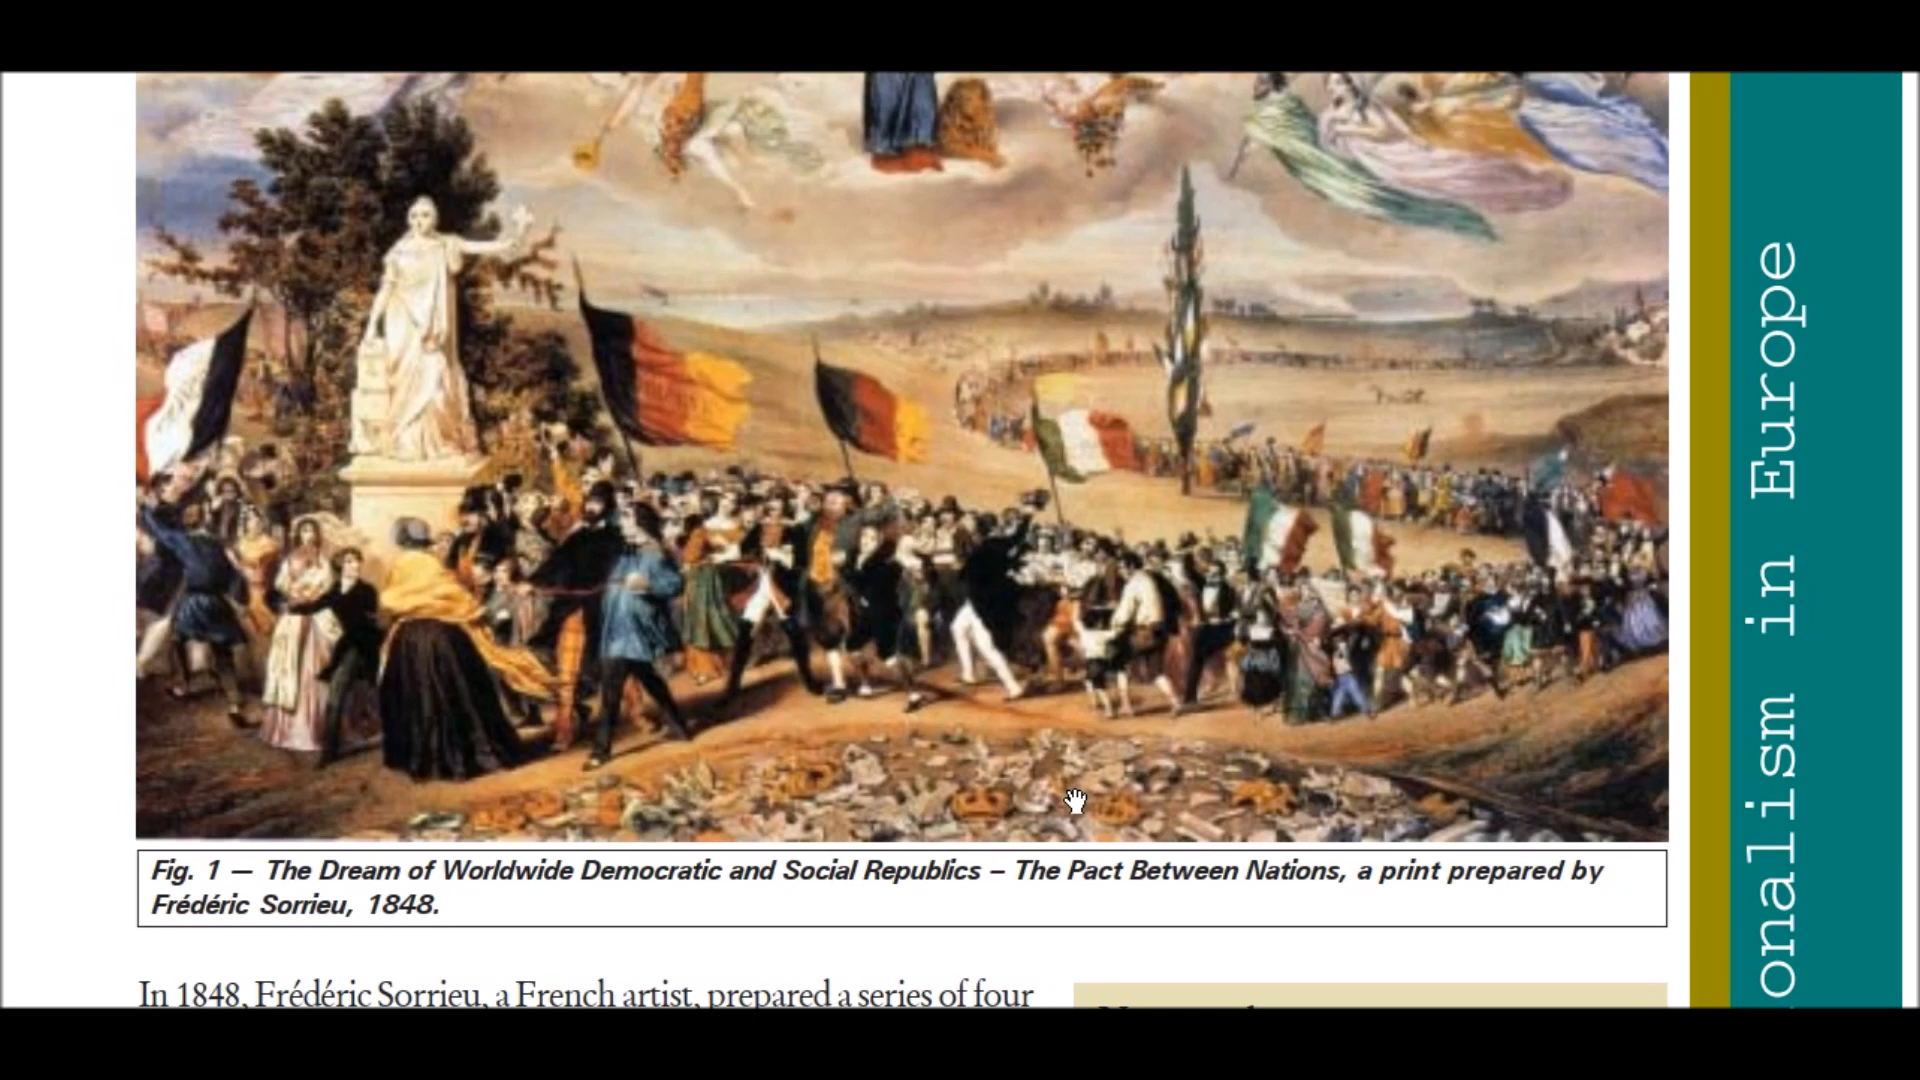 Fig. 1 — The Dream of Worldwide Democratic and Social Republics – The Pact Between Nations, a print prepared by
Frédéric Sorrieu, 1848.
In 1848, Frédéric Sorrieu, a French artist, prepared a series of four
onalism in Europe